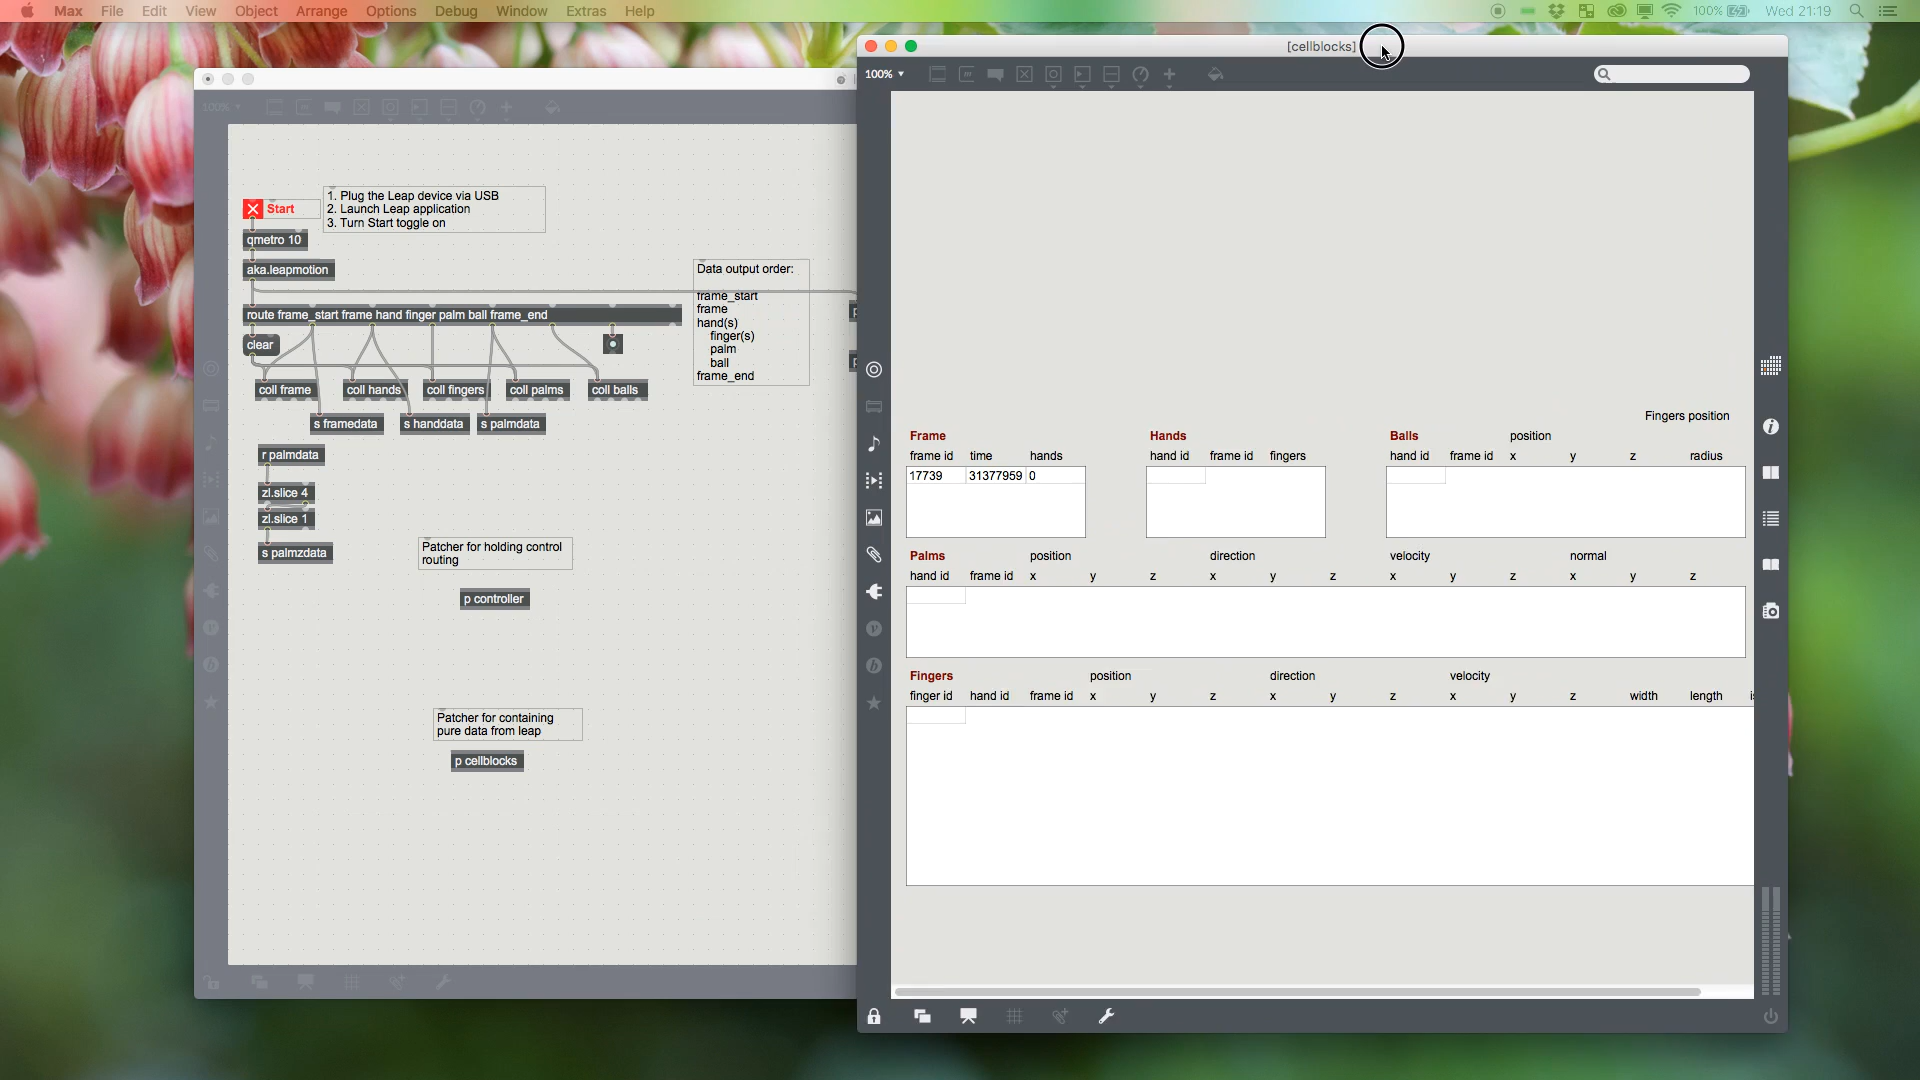 Max File Edit View Object Arrange Options Debug Window Extras Help
100% Wed 21:19
[cellblocks]
100%
100%
1. Plug the Leap device via USB
2. Launch Leap application
3. Turn Start toggle on
Start
qmetro 10
aka.leapmotion
route frame_start frame hand finger palm ball frame_end
clear
coll frame
coll hands
coll fingers
coll palms
coll balls
s framedata
s handdata
s palmdata
r palmdata
zl.slice 4
zl.slice 1
s palmzdata
Data output order:
frame_start
frame
hand(s)
finger(s)
palm
ball
frame_end
Patcher for holding control
routing
p controller
Patcher for containing
pure data from leap
p cellblocks
Fingers position
Frame
frame id time hands
17739 31377959 0
Hands
hand id frame id fingers
Balls position
hand id frame id x y z radius
Palms position direction velocity normal
hand id frame id x y z x y z x y z x y z
Fingers position direction velocity
finger id hand id frame id x y z x y z x y z width length